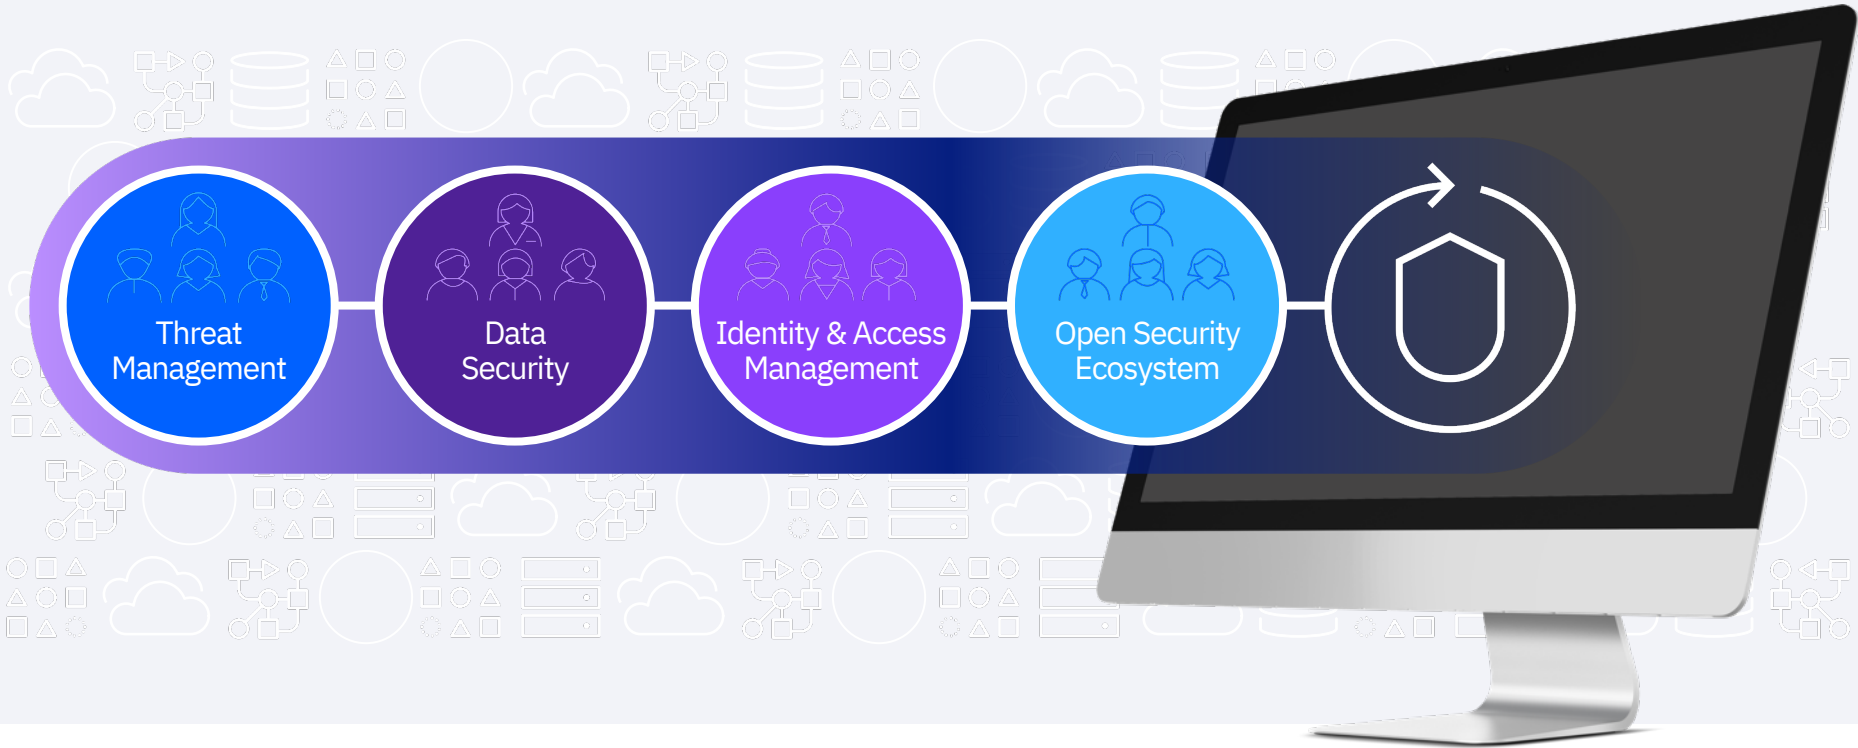 Threat
Management
Data
Security
Identity & Access
Management
Open Security
Ecosystem